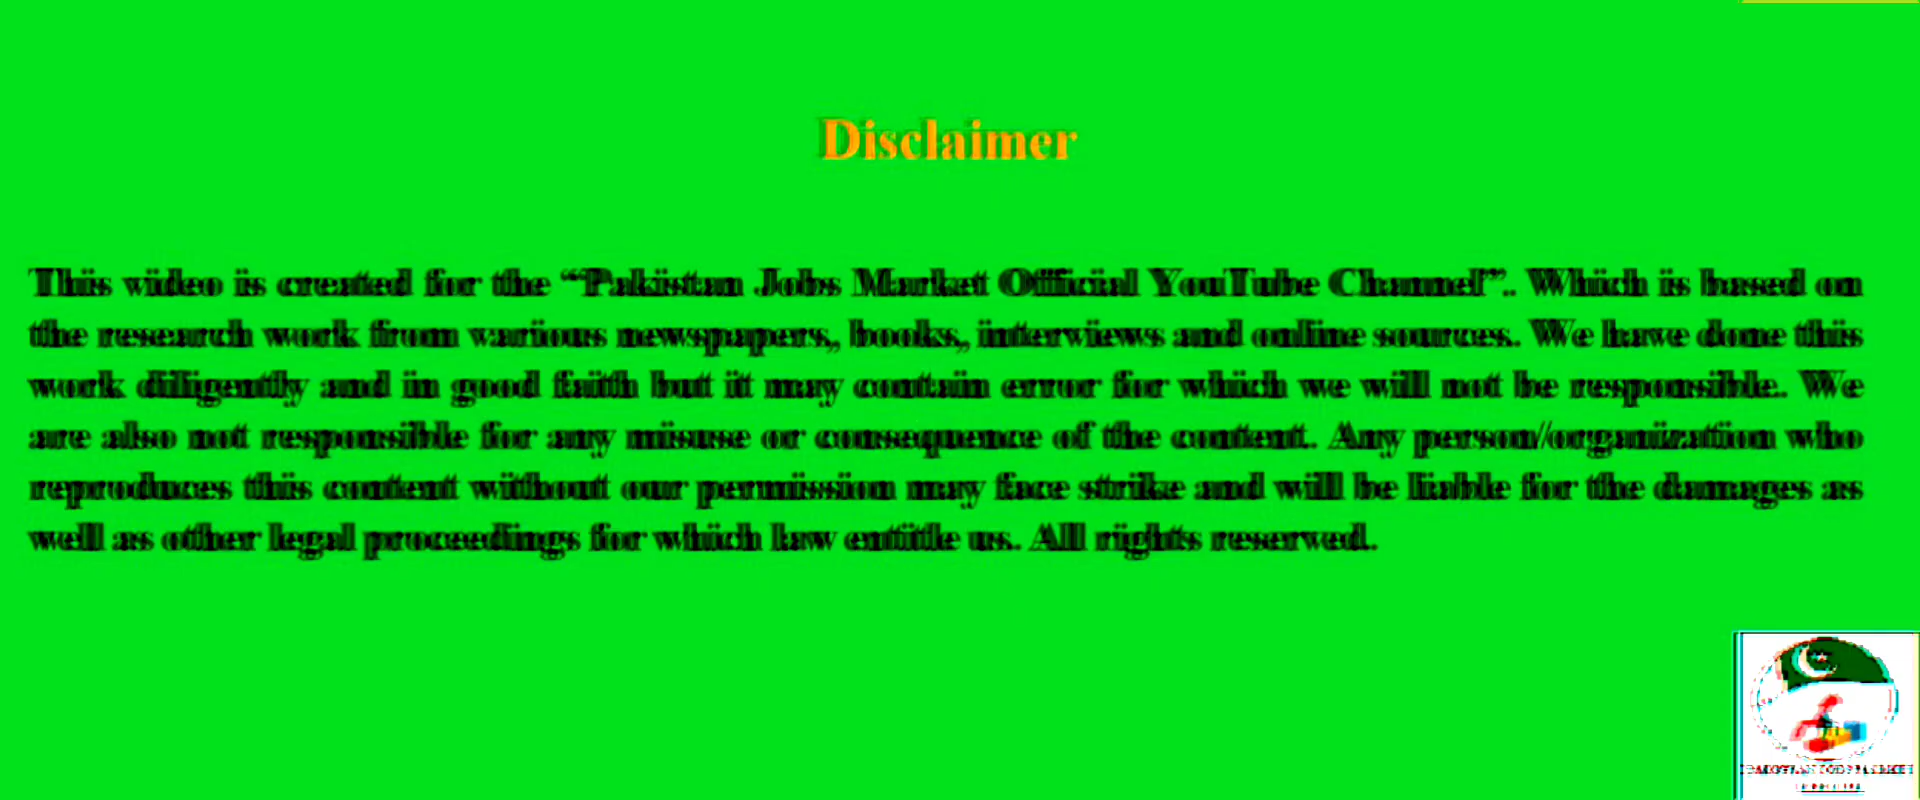 Disclaimer
This video is created for the “Pakistan Jobs Market Official YouTube Channel”. Which is based on
the research work from various newspapers, books, interviews and online sources. We have done this
work diligently and in good faith but it may contain error for which we will not be responsible. We
are also not responsible for any misuse or consequence of the content. Any person/organization who
reproduces this content without our permission may face strike and will be liable for the damages as
well as other legal proceedings for which law entitle us. All rights reserved.
PAKISTAN JOBS MARKET